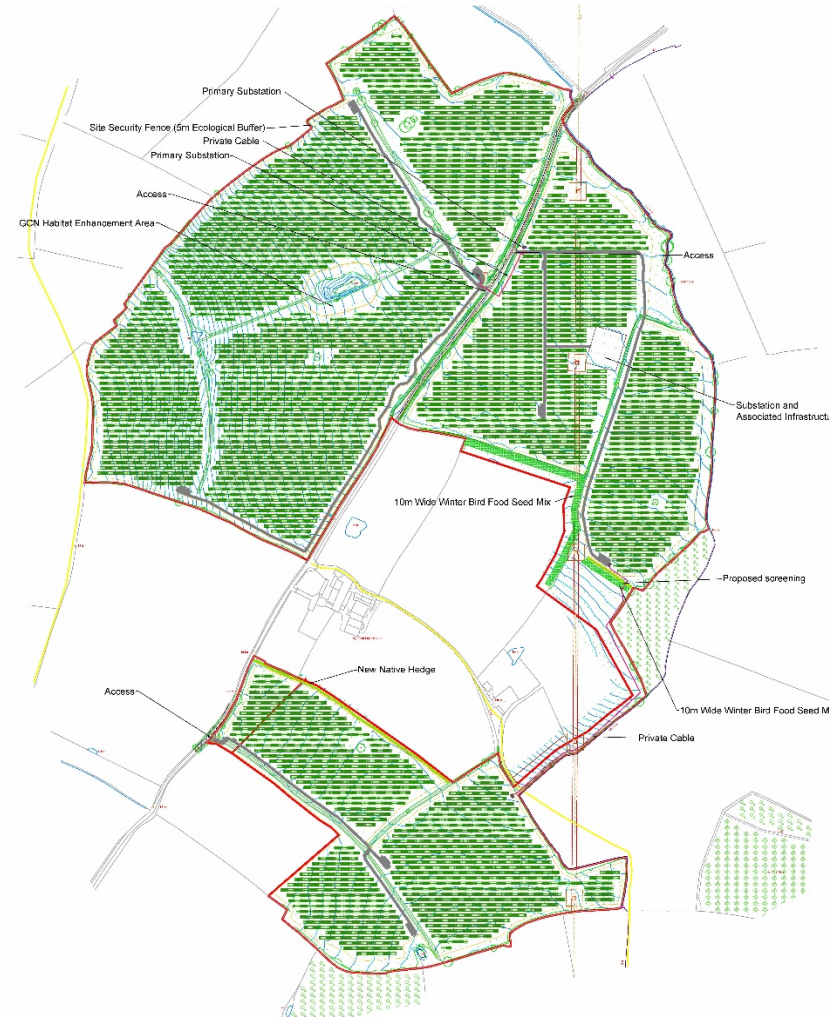 Primary Substation
Site Security Fence (5m Ecological Buffer)
Private Cable
Primary Substation
Access
GCN Habitat Enhancement Area
Access
Substation and
Associated Infrastructu
10m Wide Winter Bird Food Seed Mix
Proposed screening
New Native Hedge
Access
10m Wide Winter Bird Food Seed M
Private Cable